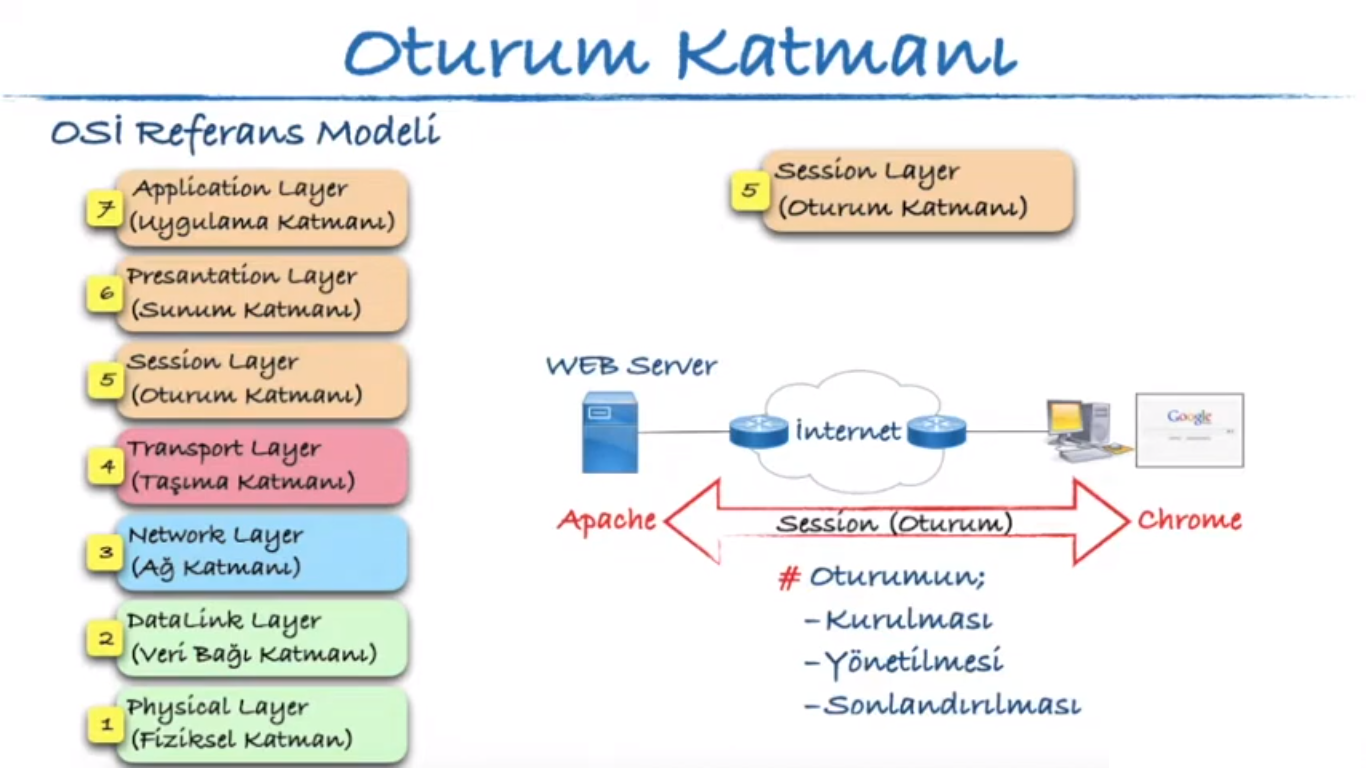 Oturum Katmanı
OSİ Referans Modeli
7
Application Layer
(Uygulama Katmanı)
6
Presantation Layer
(Sunum Katmanı)
5
Session Layer
(Oturum Katmanı)
4
Transport Layer
(Taşıma Katmanı)
3
Network Layer
(Ağ Katmanı)
2
DataLink Layer
(Veri Bağı Katmanı)
1
Physical Layer
(Fiziksel Katman)
5
Session Layer
(Oturum Katmanı)
WEB Server
İnternet
Google
Apache
Session (Oturum)
Chrome
# Oturumun;
-Kurulması
-Yönetilmesi
-Sonlandırılması